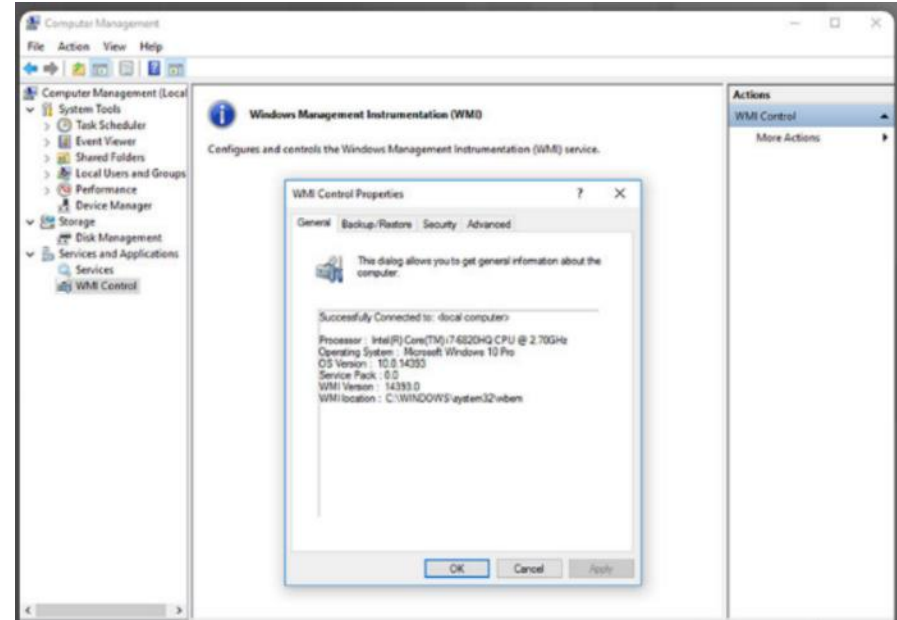 Computer Management
File Action View Help
Computer Management (Local
System Tools
Task Scheduler
Event Viewer
Shared Folders
Local Users and Groups
Performance
Device Manager
Storage
Disk Management
Services and Applications
Services
WMI Control
Windows Management Instrumentation (WMI)
Configures and controls the Windows Management Instrumentation (WMI) service.
WMI Control Properties
General Backup/Restore Security Advanced
This dialog allows you to get general information about the
computer.
Successfully Connected to: <local computer>
Processor : Intel(R) Core(TM) i7-6820HQ CPU @ 2.70GHz
Operating System : Microsoft Windows 10 Pro
OS Version : 10.0.14393
Service Pack : 0.0
WMI Version : 14393.0
WMI location : C:\WINDOWS\system32\wbem
OK Cancel Apply
Actions
WMI Control
More Actions